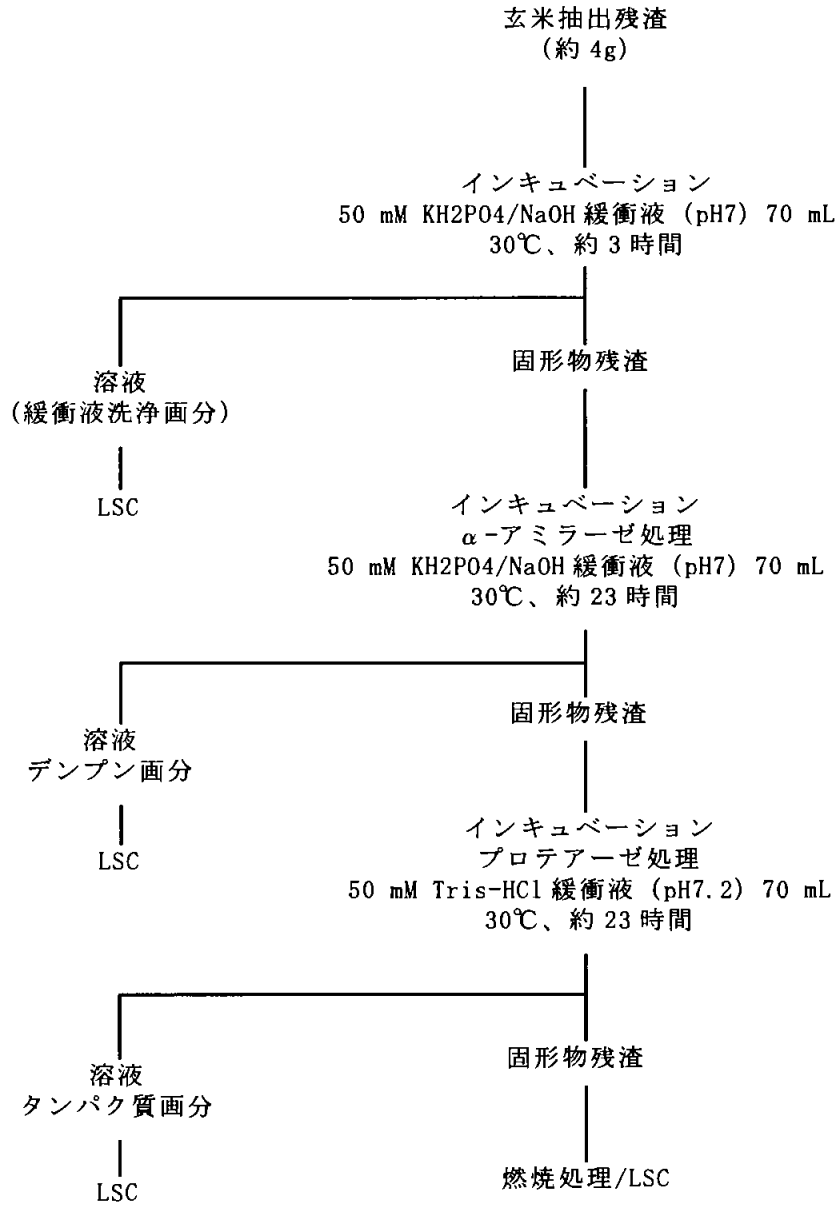 玄米抽出残渣
(約 4g)
インキュベーション
50 mM KH2PO4/NaOH 緩衝液 (pH7) 70 mL
30℃、約 3 時間
固形物残渣
溶液
(緩衝液洗浄画分)
LSC
インキュベーション
α-アミラーゼ処理
50 mM KH2PO4/NaOH 緩衝液 (pH7) 70 mL
30℃、約 23 時間
固形物残渣
溶液
デンプン画分
LSC
インキュベーション
プロテアーゼ処理
50 mM Tris-HCl 緩衝液 (pH7.2) 70 mL
30℃、約 23 時間
固形物残渣
溶液
タンパク質画分
LSC
燃焼処理/LSC